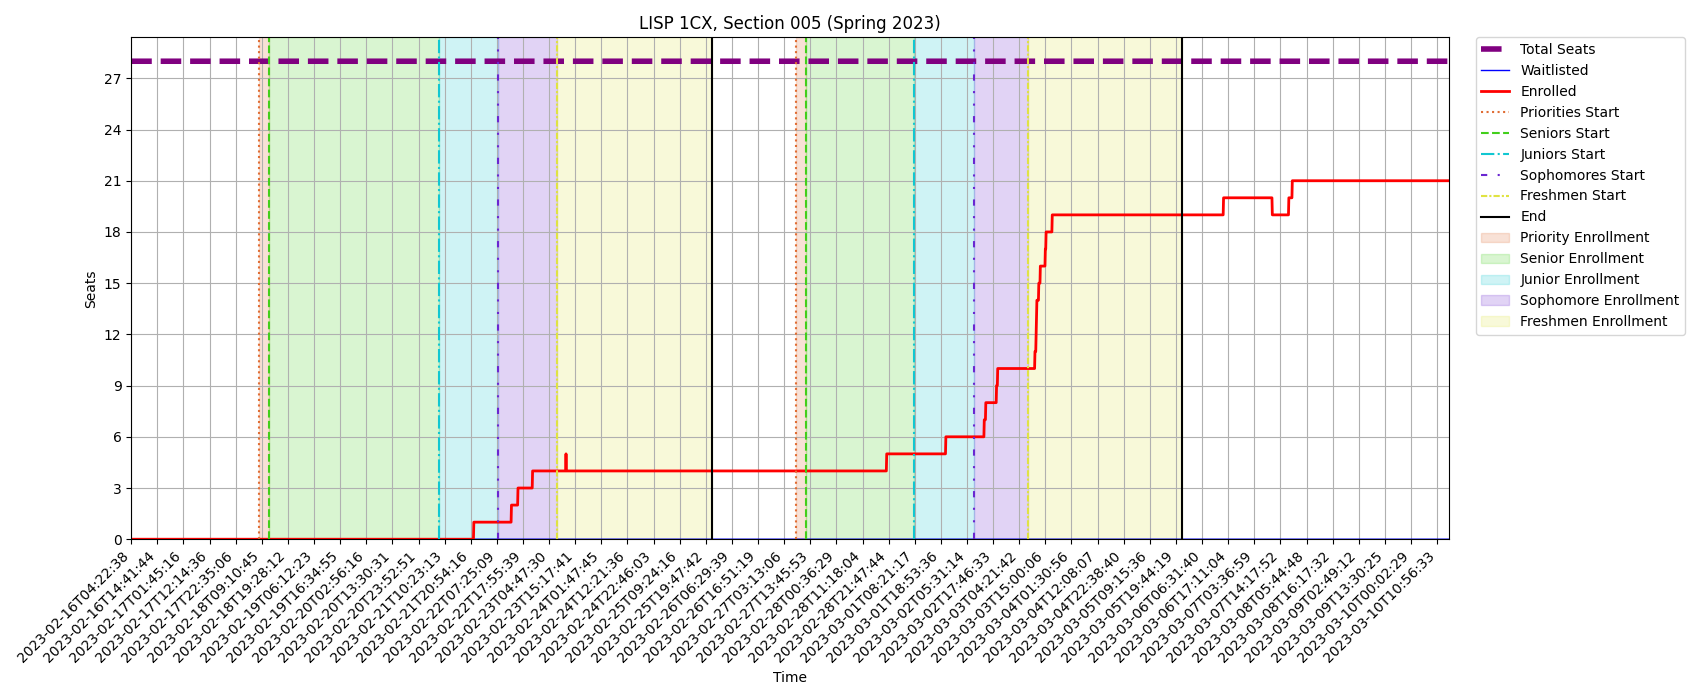 LISP 1CX, Section 005 (Spring 2023)
27
24
21
18
15
12
9
6
3
0
Seats
2023-02-16T04:22:38
2023-02-16T14:41:44
2023-02-17T01:45:16
2023-02-17T12:14:36
2023-02-17T22:35:06
2023-02-18T09:10:45
2023-02-18T19:28:12
2023-02-19T06:12:23
2023-02-19T16:34:55
2023-02-20T02:56:16
2023-02-20T13:30:31
2023-02-20T23:52:51
2023-02-21T10:23:13
2023-02-21T20:54:16
2023-02-22T07:25:09
2023-02-22T17:55:39
2023-02-23T04:47:30
2023-02-23T15:17:41
2023-02-24T01:47:45
2023-02-24T12:21:36
2023-02-24T22:46:03
2023-02-25T09:24:16
2023-02-25T19:47:42
2023-02-26T06:29:39
2023-02-26T16:51:19
2023-02-27T03:13:06
2023-02-27T13:45:53
2023-02-28T00:36:29
2023-02-28T11:18:04
2023-02-28T21:47:44
2023-03-01T08:21:17
2023-03-01T18:53:36
2023-03-02T05:31:14
2023-03-02T17:46:33
2023-03-03T04:21:42
2023-03-03T15:00:06
2023-03-04T01:30:56
2023-03-04T12:08:07
2023-03-04T22:38:40
2023-03-05T09:15:36
2023-03-05T19:44:19
2023-03-06T06:31:40
2023-03-06T17:11:04
2023-03-07T03:36:59
2023-03-07T14:17:52
2023-03-08T05:44:48
2023-03-08T16:17:32
2023-03-09T02:49:12
2023-03-09T13:30:25
2023-03-10T00:02:29
2023-03-10T10:56:33
Time
Total Seats
Waitlisted
Enrolled
Priorities Start
Seniors Start
Juniors Start
Sophomores Start
Freshmen Start
End
Priority Enrollment
Senior Enrollment
Junior Enrollment
Sophomore Enrollment
Freshmen Enrollment